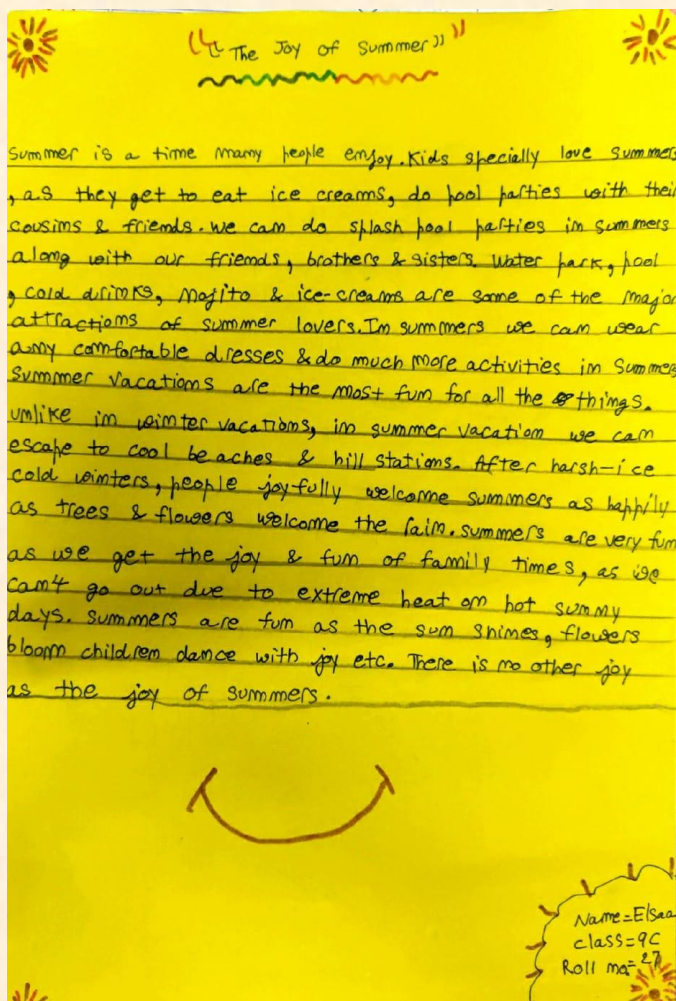 "The Joy of Summer"
Summer is a time many people enjoy. Kids specially love summers
, as they get to eat ice creams, do pool parties with their
cousins & friends. we can do splash pool parties in summers
along with our friends, brothers & sisters. Water park, pool
, cold drinks, Mojito & ice-creams are some of the major
attractions of summer lovers. In summers we can wear
any comfortable dresses & do much more activities in summers
Summer vacations are the most fun for all the things.
unlike in winter vacations, in summer vacation we can
escape to cool beaches & hill stations. After harsh-ice
cold winters, people joyfully welcome summers as happily
as trees & flowers welcome the rain. summers are very fun
as we get the joy & fun of family times, as we
can't go out due to extreme heat on hot sunny
days. summers are fun as the sun shines, flowers
bloom children dance with joy etc. There is no other joy
as the joy of summers.
Name=Elsaa
class=9C
Roll no=27